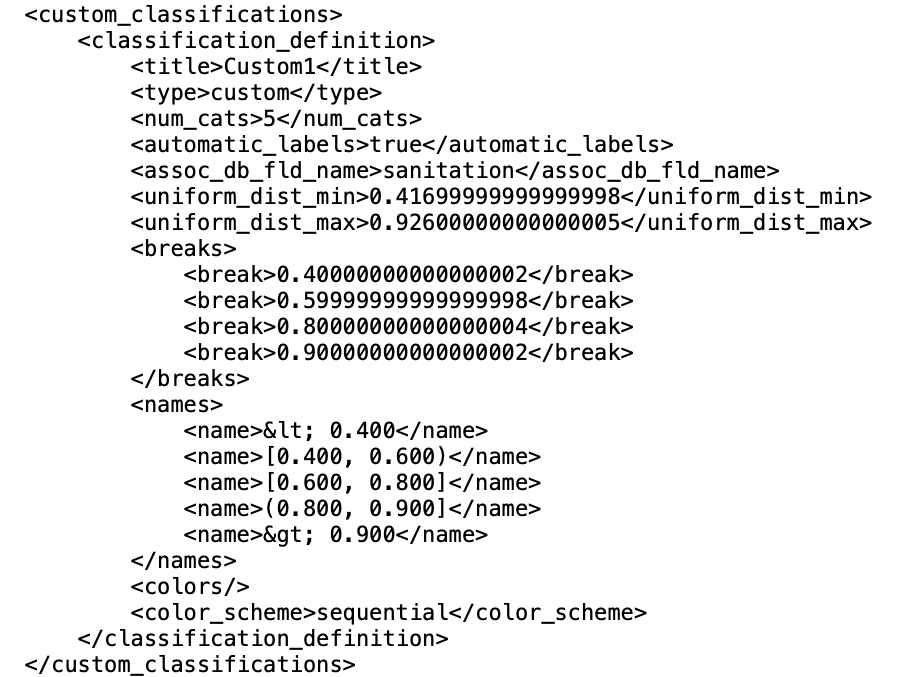 <custom_classifications>
<classification_definition>
<title>Custom1</title>
<type>custom</type>
<num_cats>5</num_cats>
<automatic_labels>true</automatic_labels>
<assoc_db_fld_name>sanitation</assoc_db_fld_name>
<uniform_dist_min>0.41699999999999998</uniform_dist_min>
<uniform_dist_max>0.92600000000000005</uniform_dist_max>
<breaks>
<break>0.40000000000000002</break>
<break>0.59999999999999998</break>
<break>0.80000000000000004</break>
<break>0.90000000000000002</break>
</breaks>
<names>
<name>&lt; 0.400</name>
<name>[0.400, 0.600)</name>
<name>[0.600, 0.800]</name>
<name>(0.800, 0.900]</name>
<name>&gt; 0.900</name>
</names>
<colors/>
<color_scheme>sequential</color_scheme>
</classification_definition>
</custom_classifications>